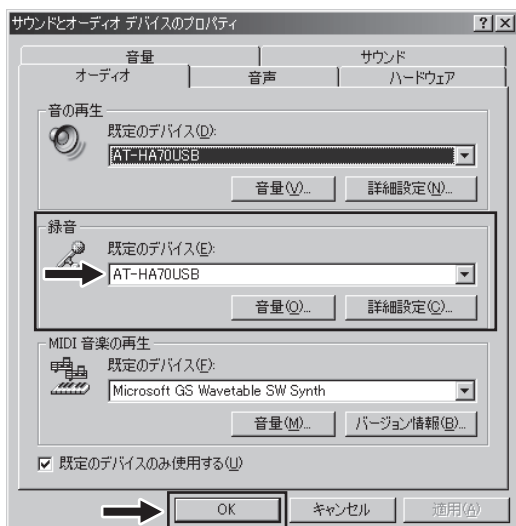 サウンドとオーディオ デバイスのプロパティ
音量 サウンド
オーディオ 音声 ハードウェア
音の再生
既定のデバイス(D):
AT-HA70USB
音量(V)... 詳細設定(N)...
録音
既定のデバイス(E):
AT-HA70USB
音量(O)... 詳細設定(C)...
MIDI 音楽の再生
既定のデバイス(F):
Microsoft GS Wavetable SW Synth
音量(M)... バージョン情報(B)...
既定のデバイスのみ使用する(U)
OK キャンセル 適用(A)